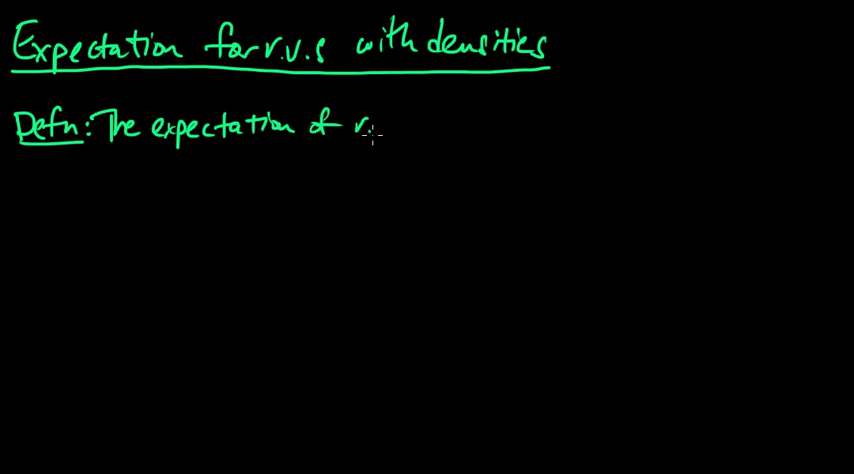 Expectation for r.v.s with densities
Defn: The expectation of r.